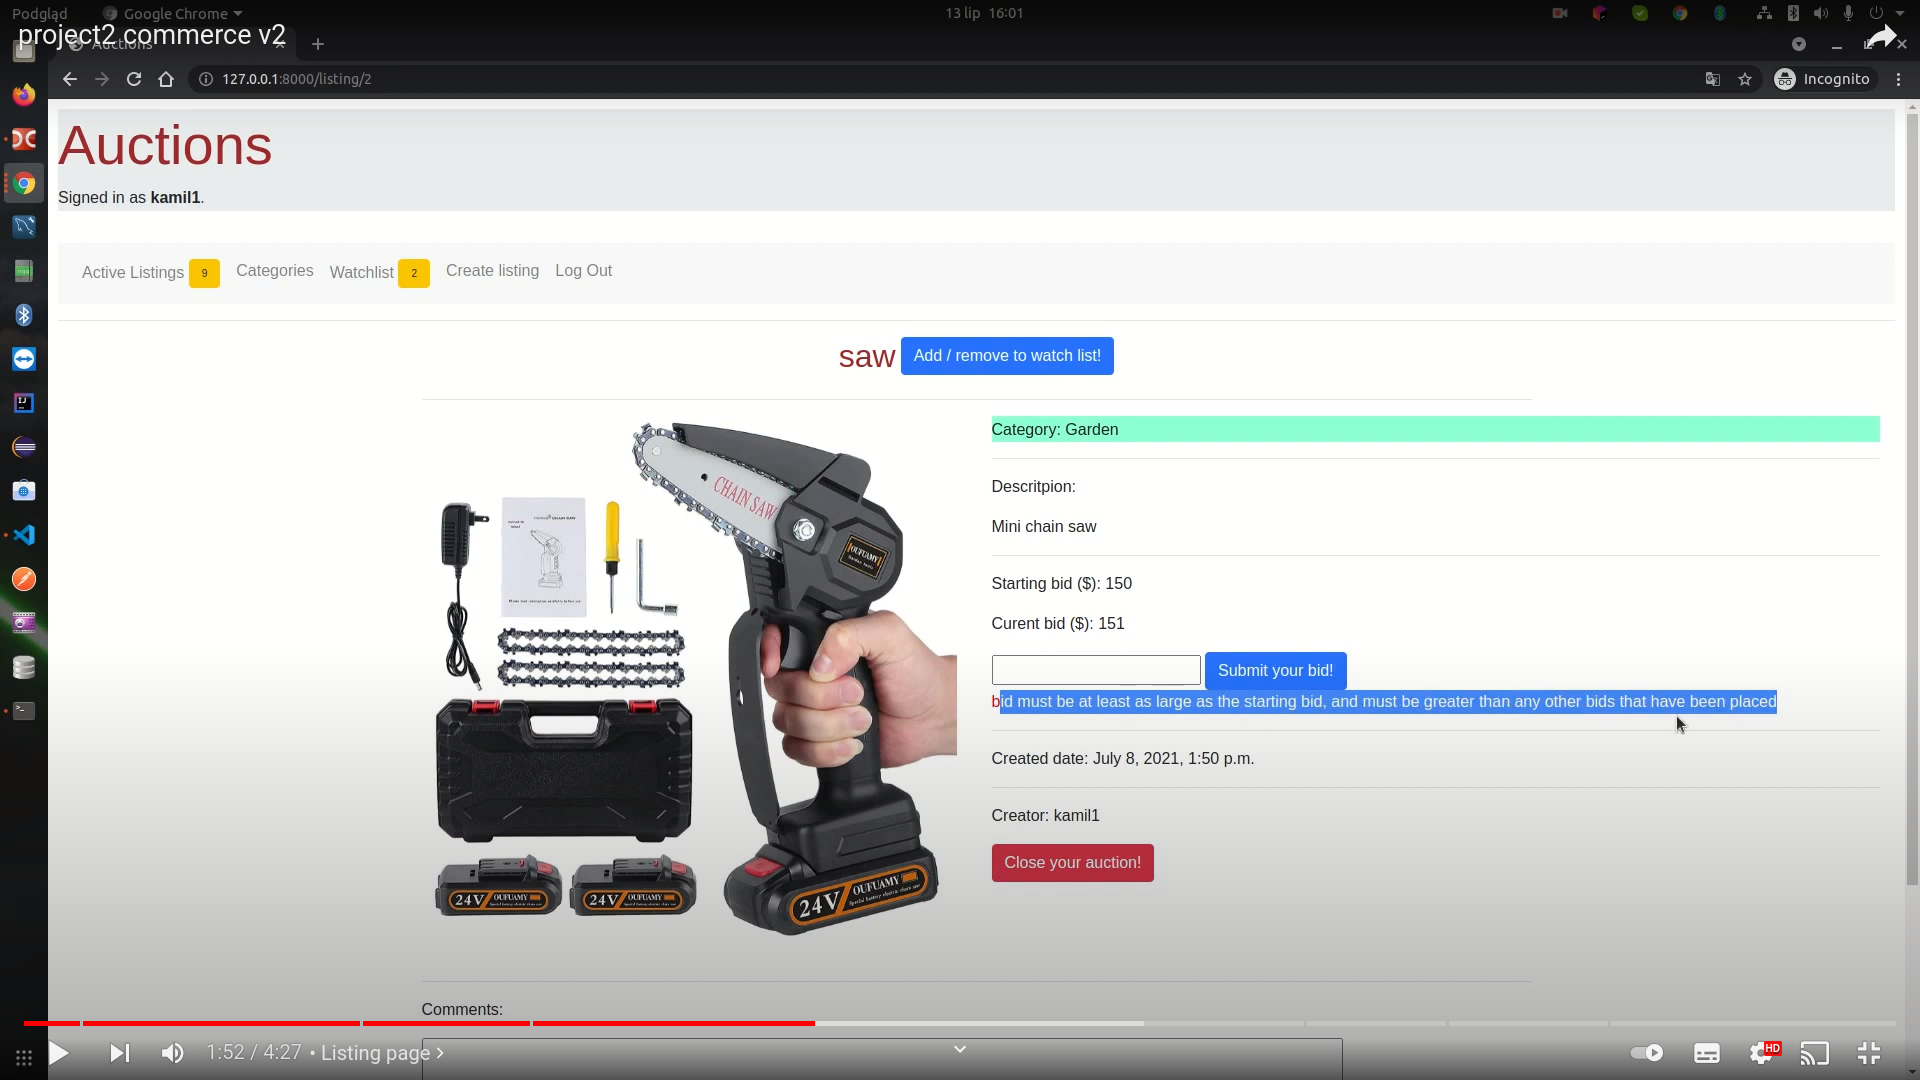 Podgląd
Google Chrome
13 lip 16:01
project2 commerce v2
Auctions
127.0.0.1:8000/listing/2
Incognito
Auctions
Signed in as kamil1.
Active Listings 9 Categories Watchlist 2 Create listing Log Out
saw Add / remove to watch list!
Category: Garden
Descritpion:
Mini chain saw
Starting bid ($): 150
Curent bid ($): 151
Submit your bid!
bid must be at least as large as the starting bid, and must be greater than any other bids that have been placed
Created date: July 8, 2021, 1:50 p.m.
Creator: kamil1
Close your auction!
CHAIN SAW
OUFUAMY
24V OUFUAMY
24V OUFUAMY
24V OUFUAMY
Comments:
1:52 / 4:27 • Listing page
HD